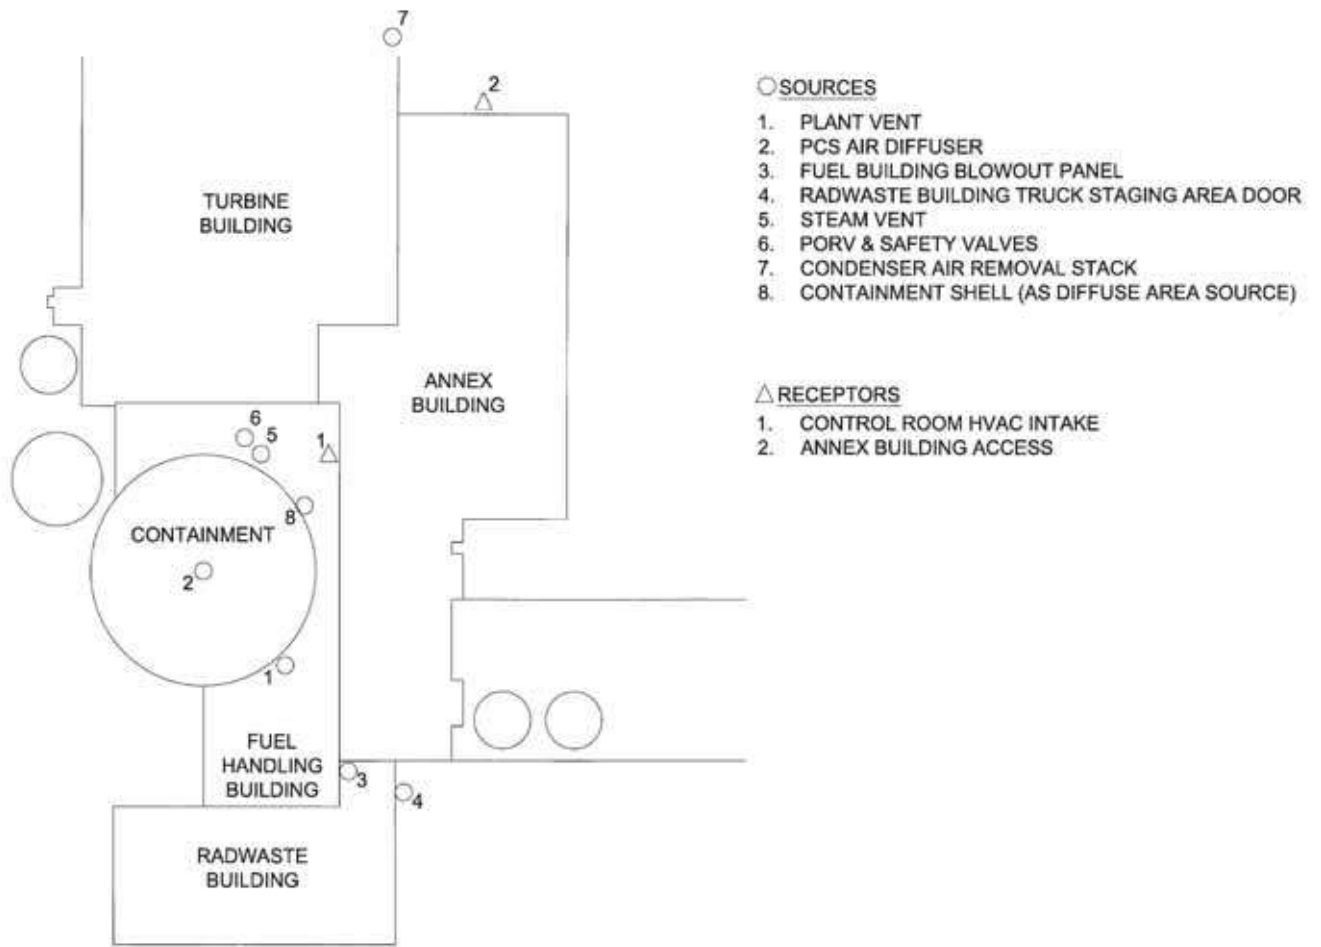 7
2
TURBINE
BUILDING
ANNEX
BUILDING
6
5
1
8
CONTAINMENT
2
1
FUEL
HANDLING
BUILDING
3
4
RADWASTE
BUILDING
SOURCES
1. PLANT VENT
2. PCS AIR DIFFUSER
3. FUEL BUILDING BLOWOUT PANEL
4. RADWASTE BUILDING TRUCK STAGING AREA DOOR
5. STEAM VENT
6. PORV & SAFETY VALVES
7. CONDENSER AIR REMOVAL STACK
8. CONTAINMENT SHELL (AS DIFFUSE AREA SOURCE)
RECEPTORS
1. CONTROL ROOM HVAC INTAKE
2. ANNEX BUILDING ACCESS